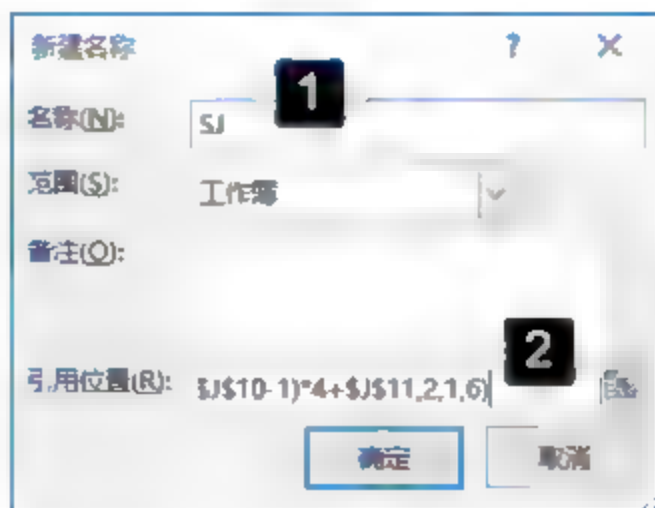 新建名称 ? ×
1
名称(N): SJ
范围(S): 工作簿
备注(O):
2
引用位置(R): $J$10-1)*4+$J$11,2,1,6)
确定 取消